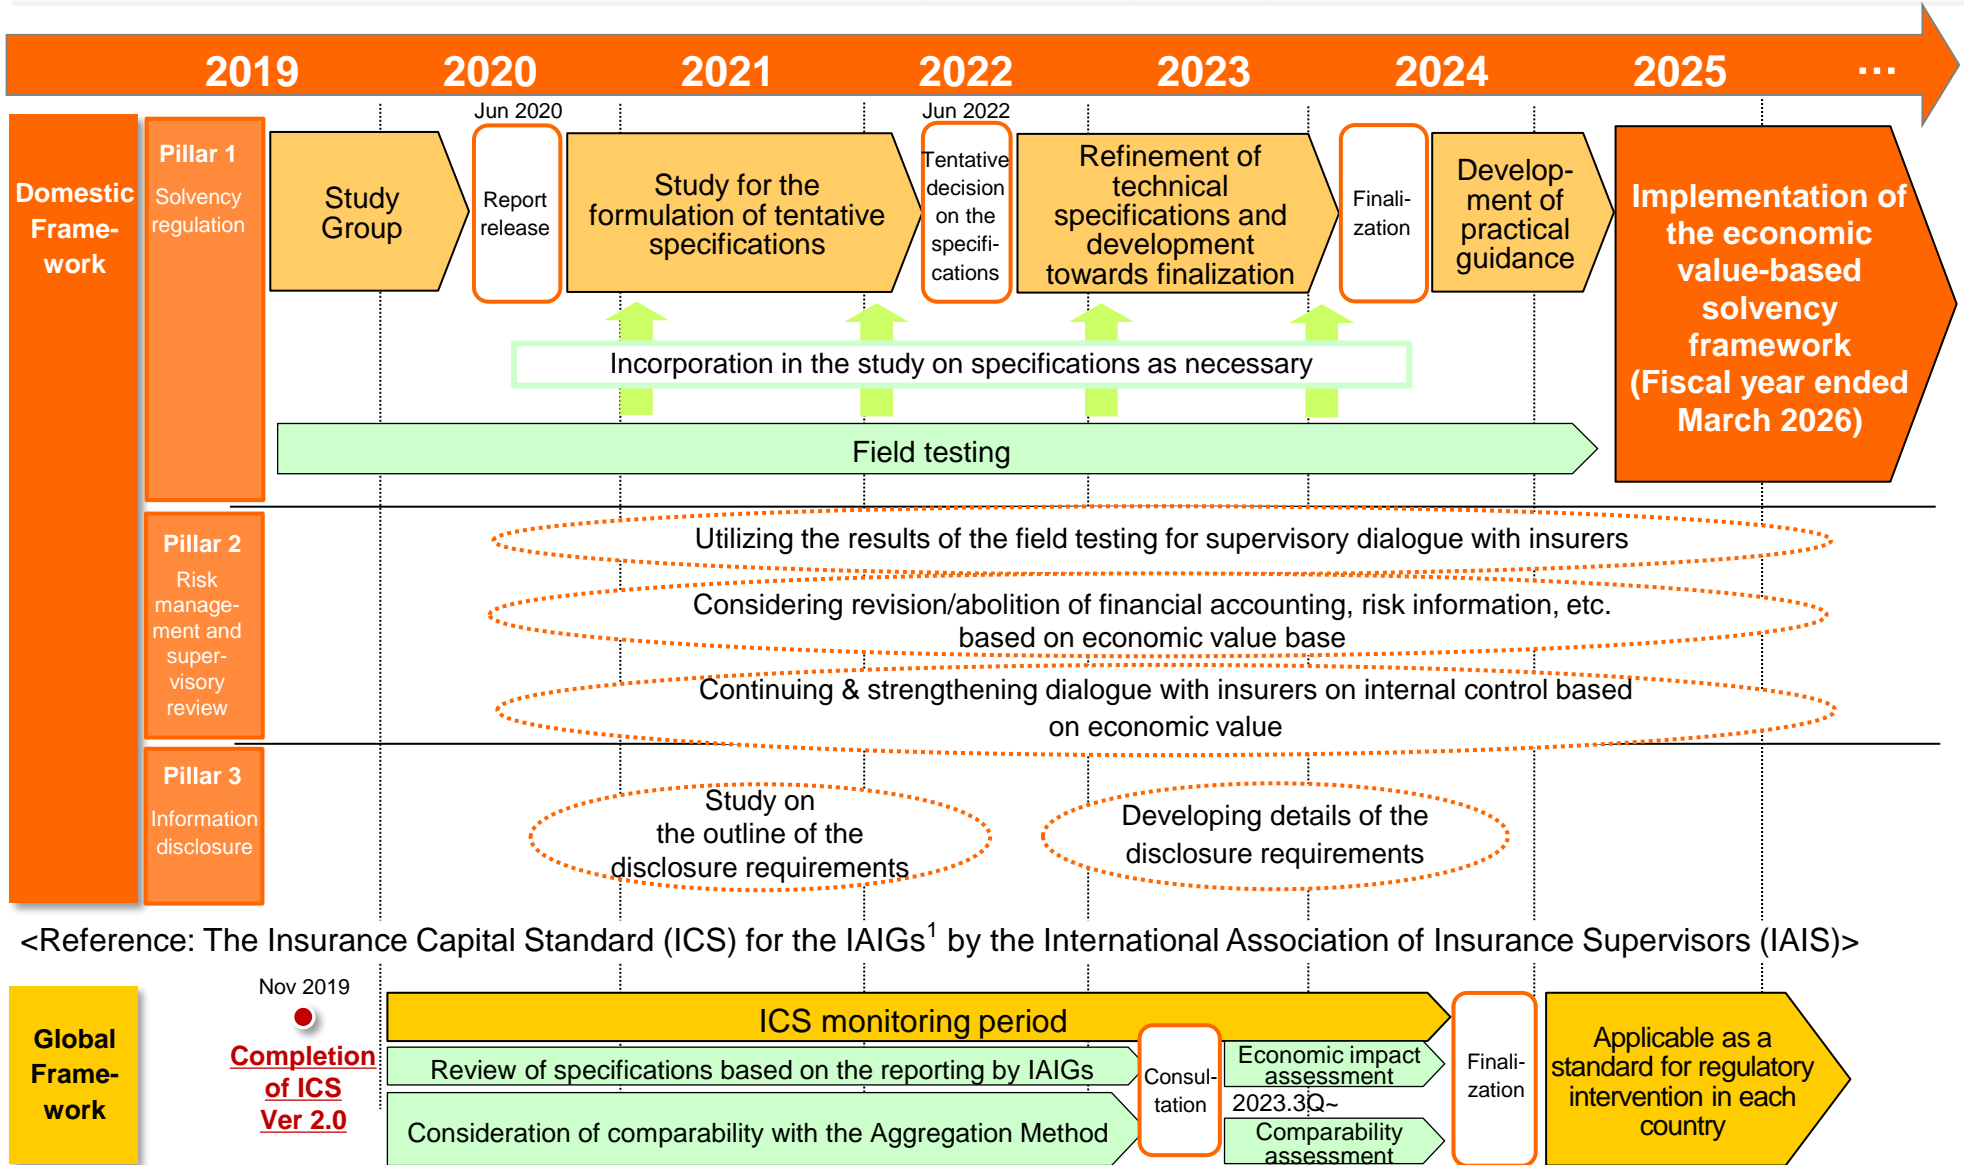 2019 2020 2021 2022 2023 2024 2025 …
Jun 2020
Jun 2022
Domestic
Frame-
work
Pillar 1
Solvency
regulation
Study
Group
Report
release
Study for the
formulation of tentative
specifications
Tentative
decision
on the
specifi-
cations
Refinement of
technical
specifications and
development
towards finalization
Finali-
zation
Develop-
ment of
practical
guidance
Implementation of
the economic
value-based
solvency
framework
(Fiscal year ended
March 2026)
Incorporation in the study on specifications as necessary
Field testing
Pillar 2
Risk
manage-
ment and
super-
visory
review
Utilizing the results of the field testing for supervisory dialogue with insurers
Considering revision/abolition of financial accounting, risk information, etc.
based on economic value base
Continuing & strengthening dialogue with insurers on internal control based
on economic value
Pillar 3
Information
disclosure
Study on
the outline of the
disclosure requirements
Developing details of the
disclosure requirements
<Reference: The Insurance Capital Standard (ICS) for the IAIGs1 by the International Association of Insurance Supervisors (IAIS)>
Global
Frame-
work
Nov 2019
Completion
of ICS
Ver 2.0
ICS monitoring period
Review of specifications based on the reporting by IAIGs
Consideration of comparability with the Aggregation Method
Consul-
tation
Economic impact
assessment
2023.3Q~
Comparability
assessment
Finali-
zation
Applicable as a
standard for regulatory
intervention in each
country